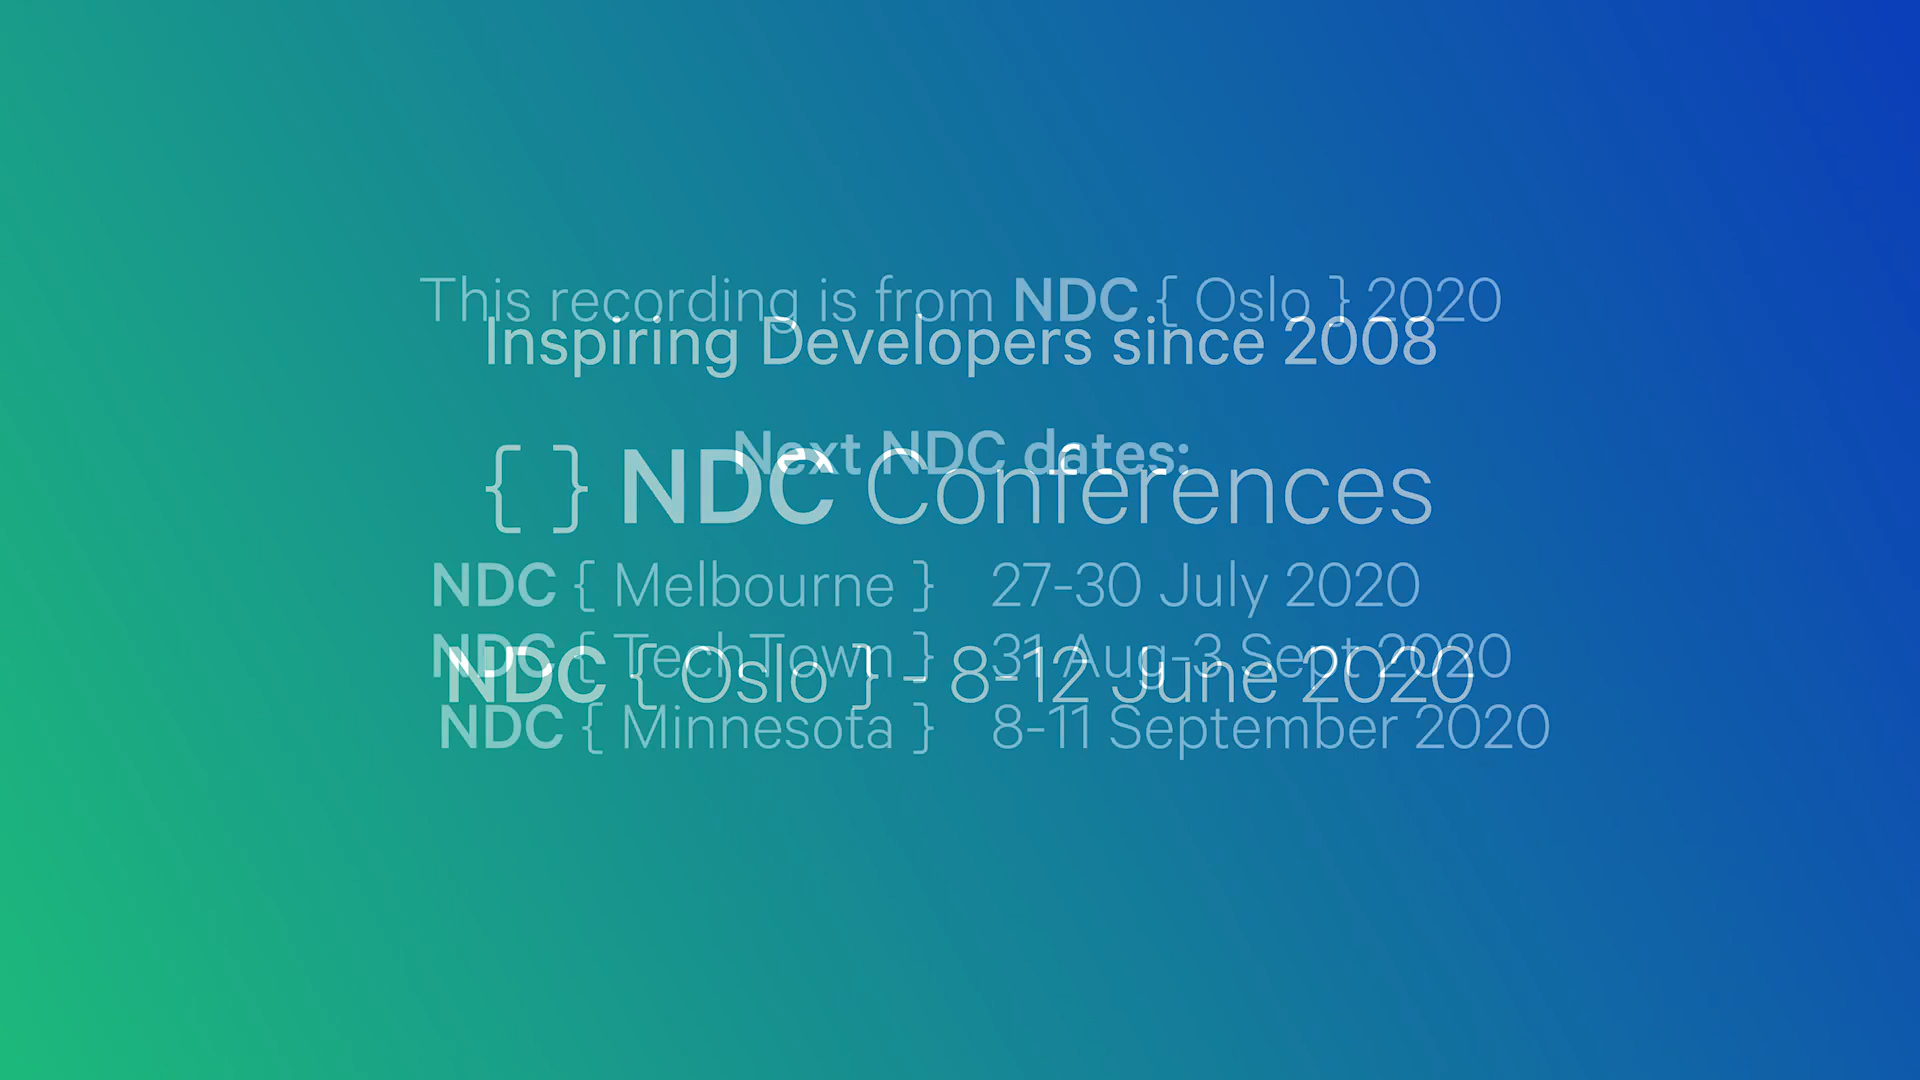 This recording is from NDC { Oslo } 2020
Inspiring Developers since 2008
Next NDC dates:
{ } NDC Conferences
NDC { Melbourne } 27-30 July 2020
NDC { TechTown } 31 Aug-3 Sept 2020
NDC { Oslo } - 8-12 June 2020
NDC { Minnesota } 8-11 September 2020